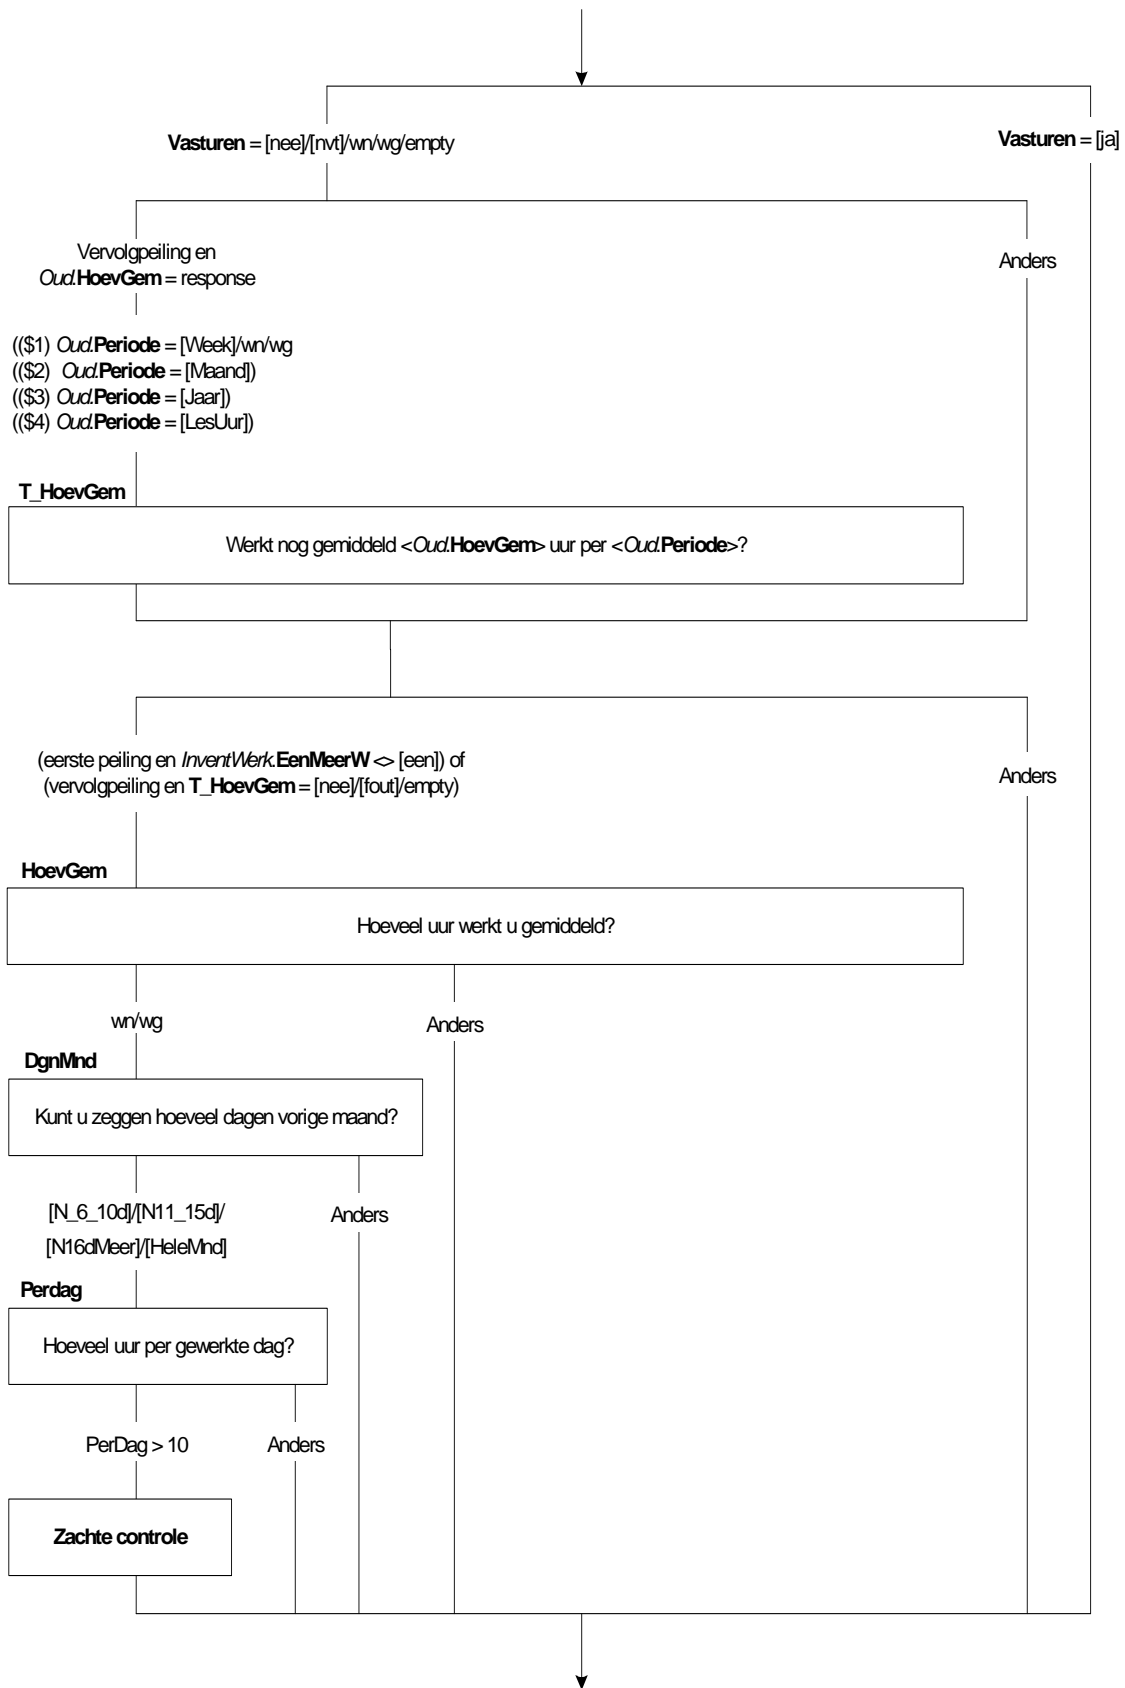 Vasturen = [nee]/[nvt]/wn/wg/empty
Vasturen = [ja]
Vervolgpeiling en
Oud.HoevGem = response
Anders
(($1) Oud.Periode = [Week]/wn/wg
(($2) Oud.Periode = [Maand])
(($3) Oud.Periode = [Jaar])
(($4) Oud.Periode = [LesUur])
T_HoevGem
Werkt nog gemiddeld <Oud.HoevGem> uur per <Oud.Periode>?
(eerste peiling en InventWerk.EenMeerW <> [een]) of
(vervolgpeiling en T_HoevGem = [nee]/[fout]/empty)
Anders
HoevGem
Hoeveel uur werkt u gemiddeld?
wn/wg
Anders
DgnMnd
Kunt u zeggen hoeveel dagen vorige maand?
[N_6_10d]/[N11_15d]/
[N16dMeer]/[HeleMnd]
Anders
Perdag
Hoeveel uur per gewerkte dag?
PerDag > 10
Anders
Zachte controle